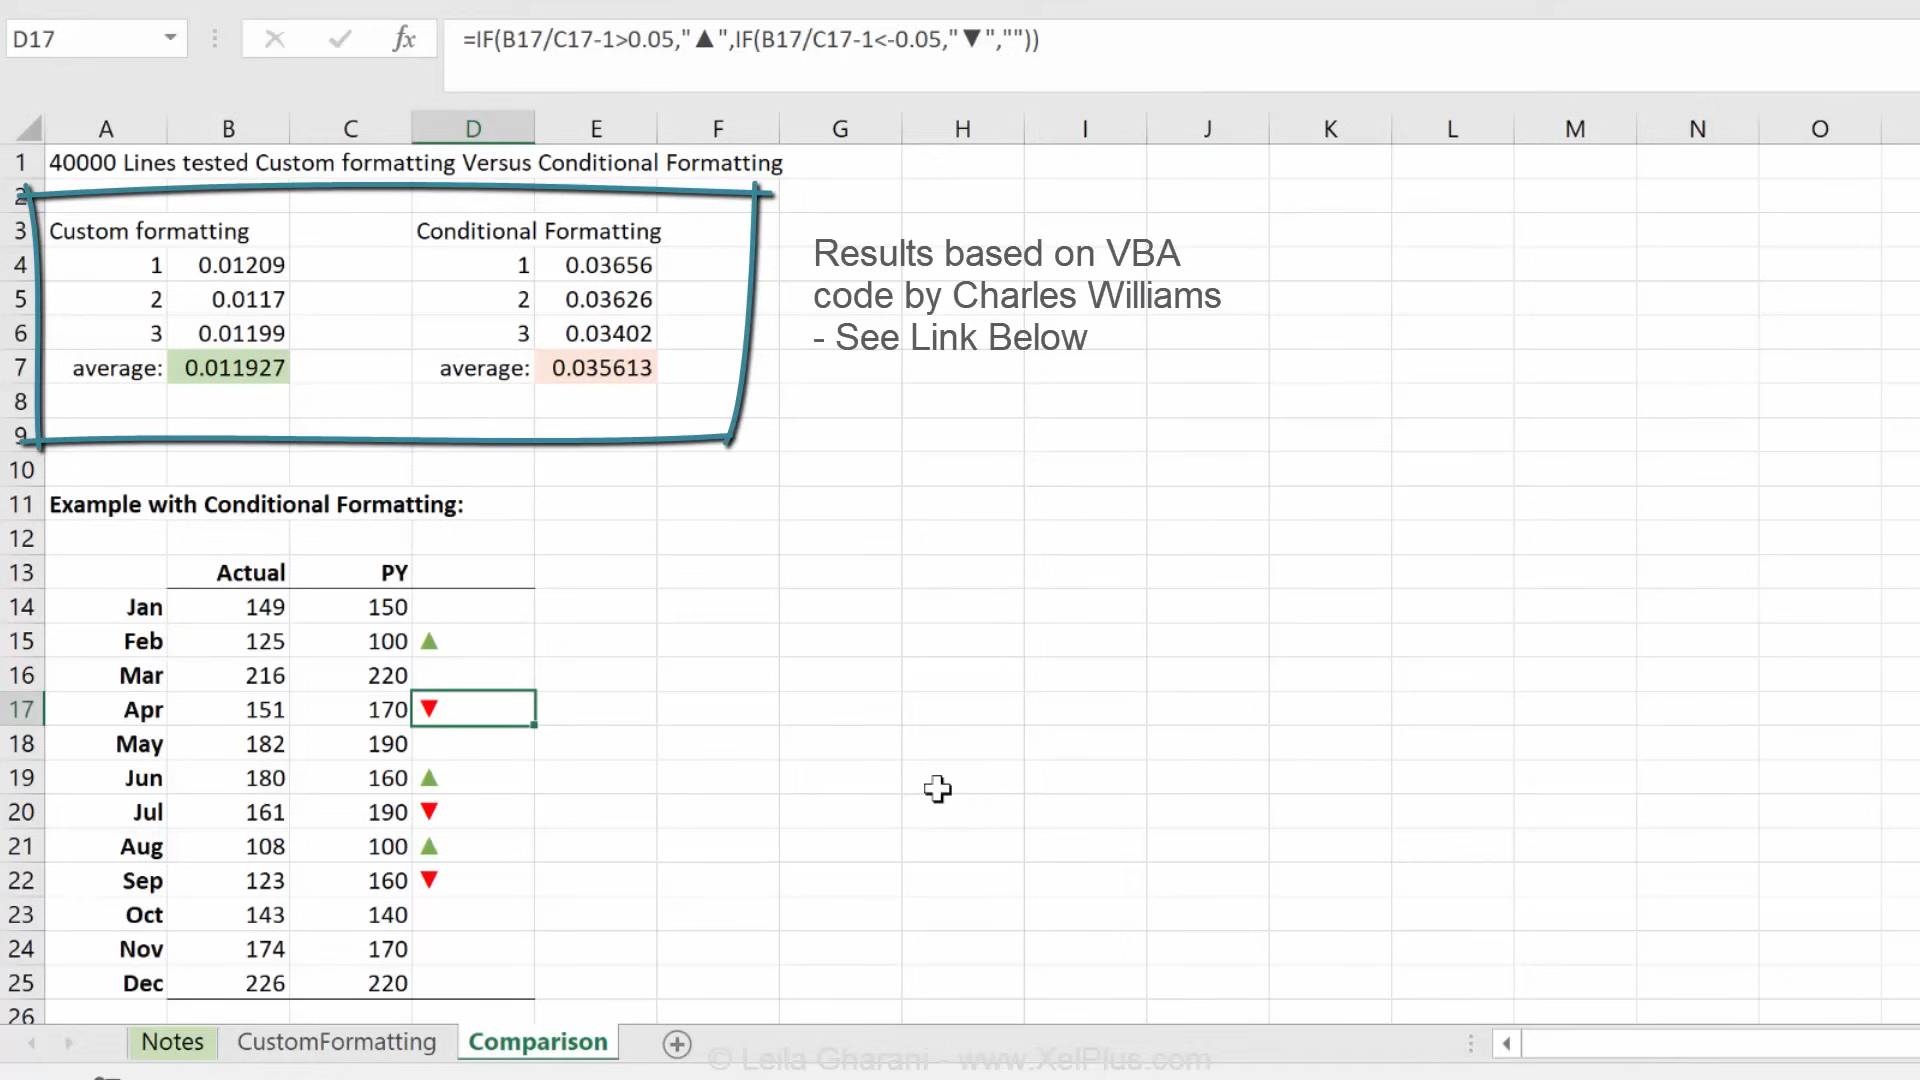 D17 fx =IF(B17/C17-1>0.05,"▲",IF(B17/C17-1<-0.05,"▼",""))
A B C D E F G H I J K L M N O
1 40000 Lines tested Custom formatting Versus Conditional Formatting
2
3 Custom formatting Conditional Formatting
4 1 0.01209 1 0.03656
5 2 0.0117 2 0.03626
6 3 0.01199 3 0.03402
7 average: 0.011927 average: 0.035613
8
9
Results based on VBA
code by Charles Williams
- See Link Below
10
11 Example with Conditional Formatting:
12
13 Actual PY
14 Jan 149 150
15 Feb 125 100 ▲
16 Mar 216 220
17 Apr 151 170 ▼
18 May 182 190
19 Jun 180 160 ▲
20 Jul 161 190 ▼
21 Aug 108 100 ▲
22 Sep 123 160 ▼
23 Oct 143 140
24 Nov 174 170
25 Dec 226 220
26
Notes CustomFormatting Comparison
© Leila Gharani - www.XelPlus.com